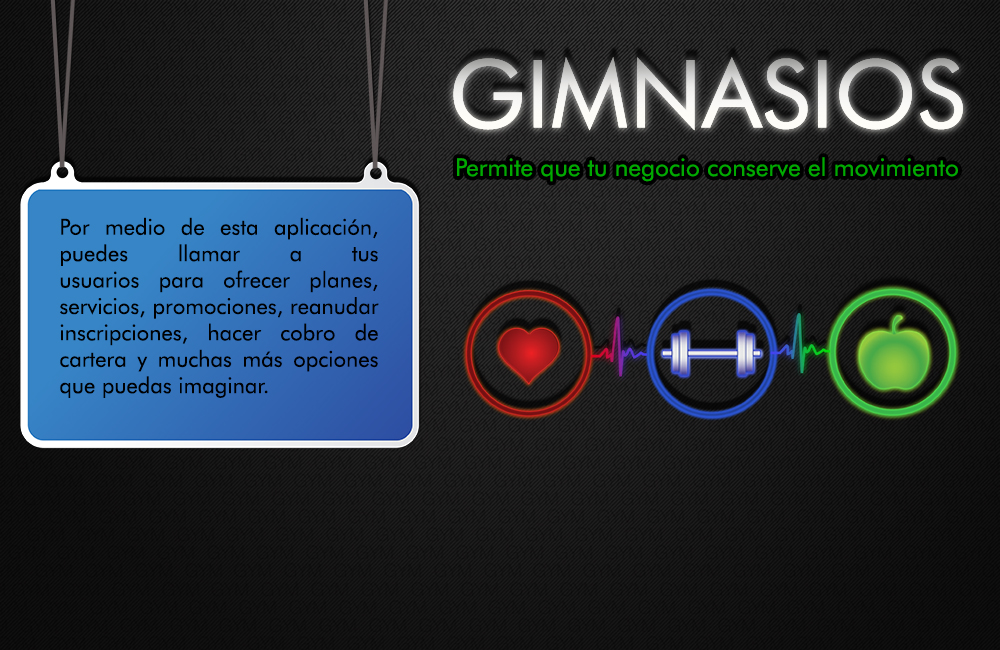 GIMNASIOS
Permite que tu negocio conserve el movimiento
Por medio de esta aplicación,
puedes llamar a tus
usuarios para ofrecer planes,
servicios, promociones, reanudar
inscripciones, hacer cobro de
cartera y muchas más opciones
que puedas imaginar.